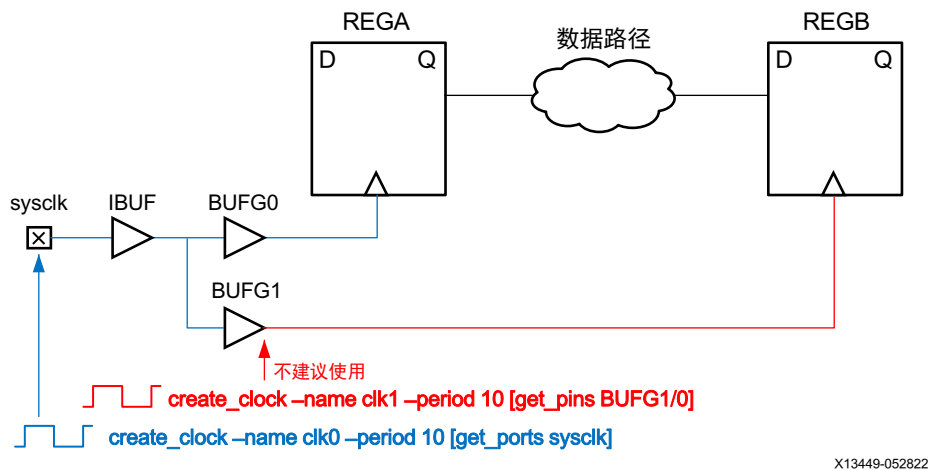 REGA
REGB
数据路径
D Q
D Q
sysclk
IBUF
BUFG0
BUFG1
不建议使用
create_clock –name clk1 –period 10 [get_pins BUFG1/0]
create_clock –name clk0 –period 10 [get_ports sysclk]
X13449-052822